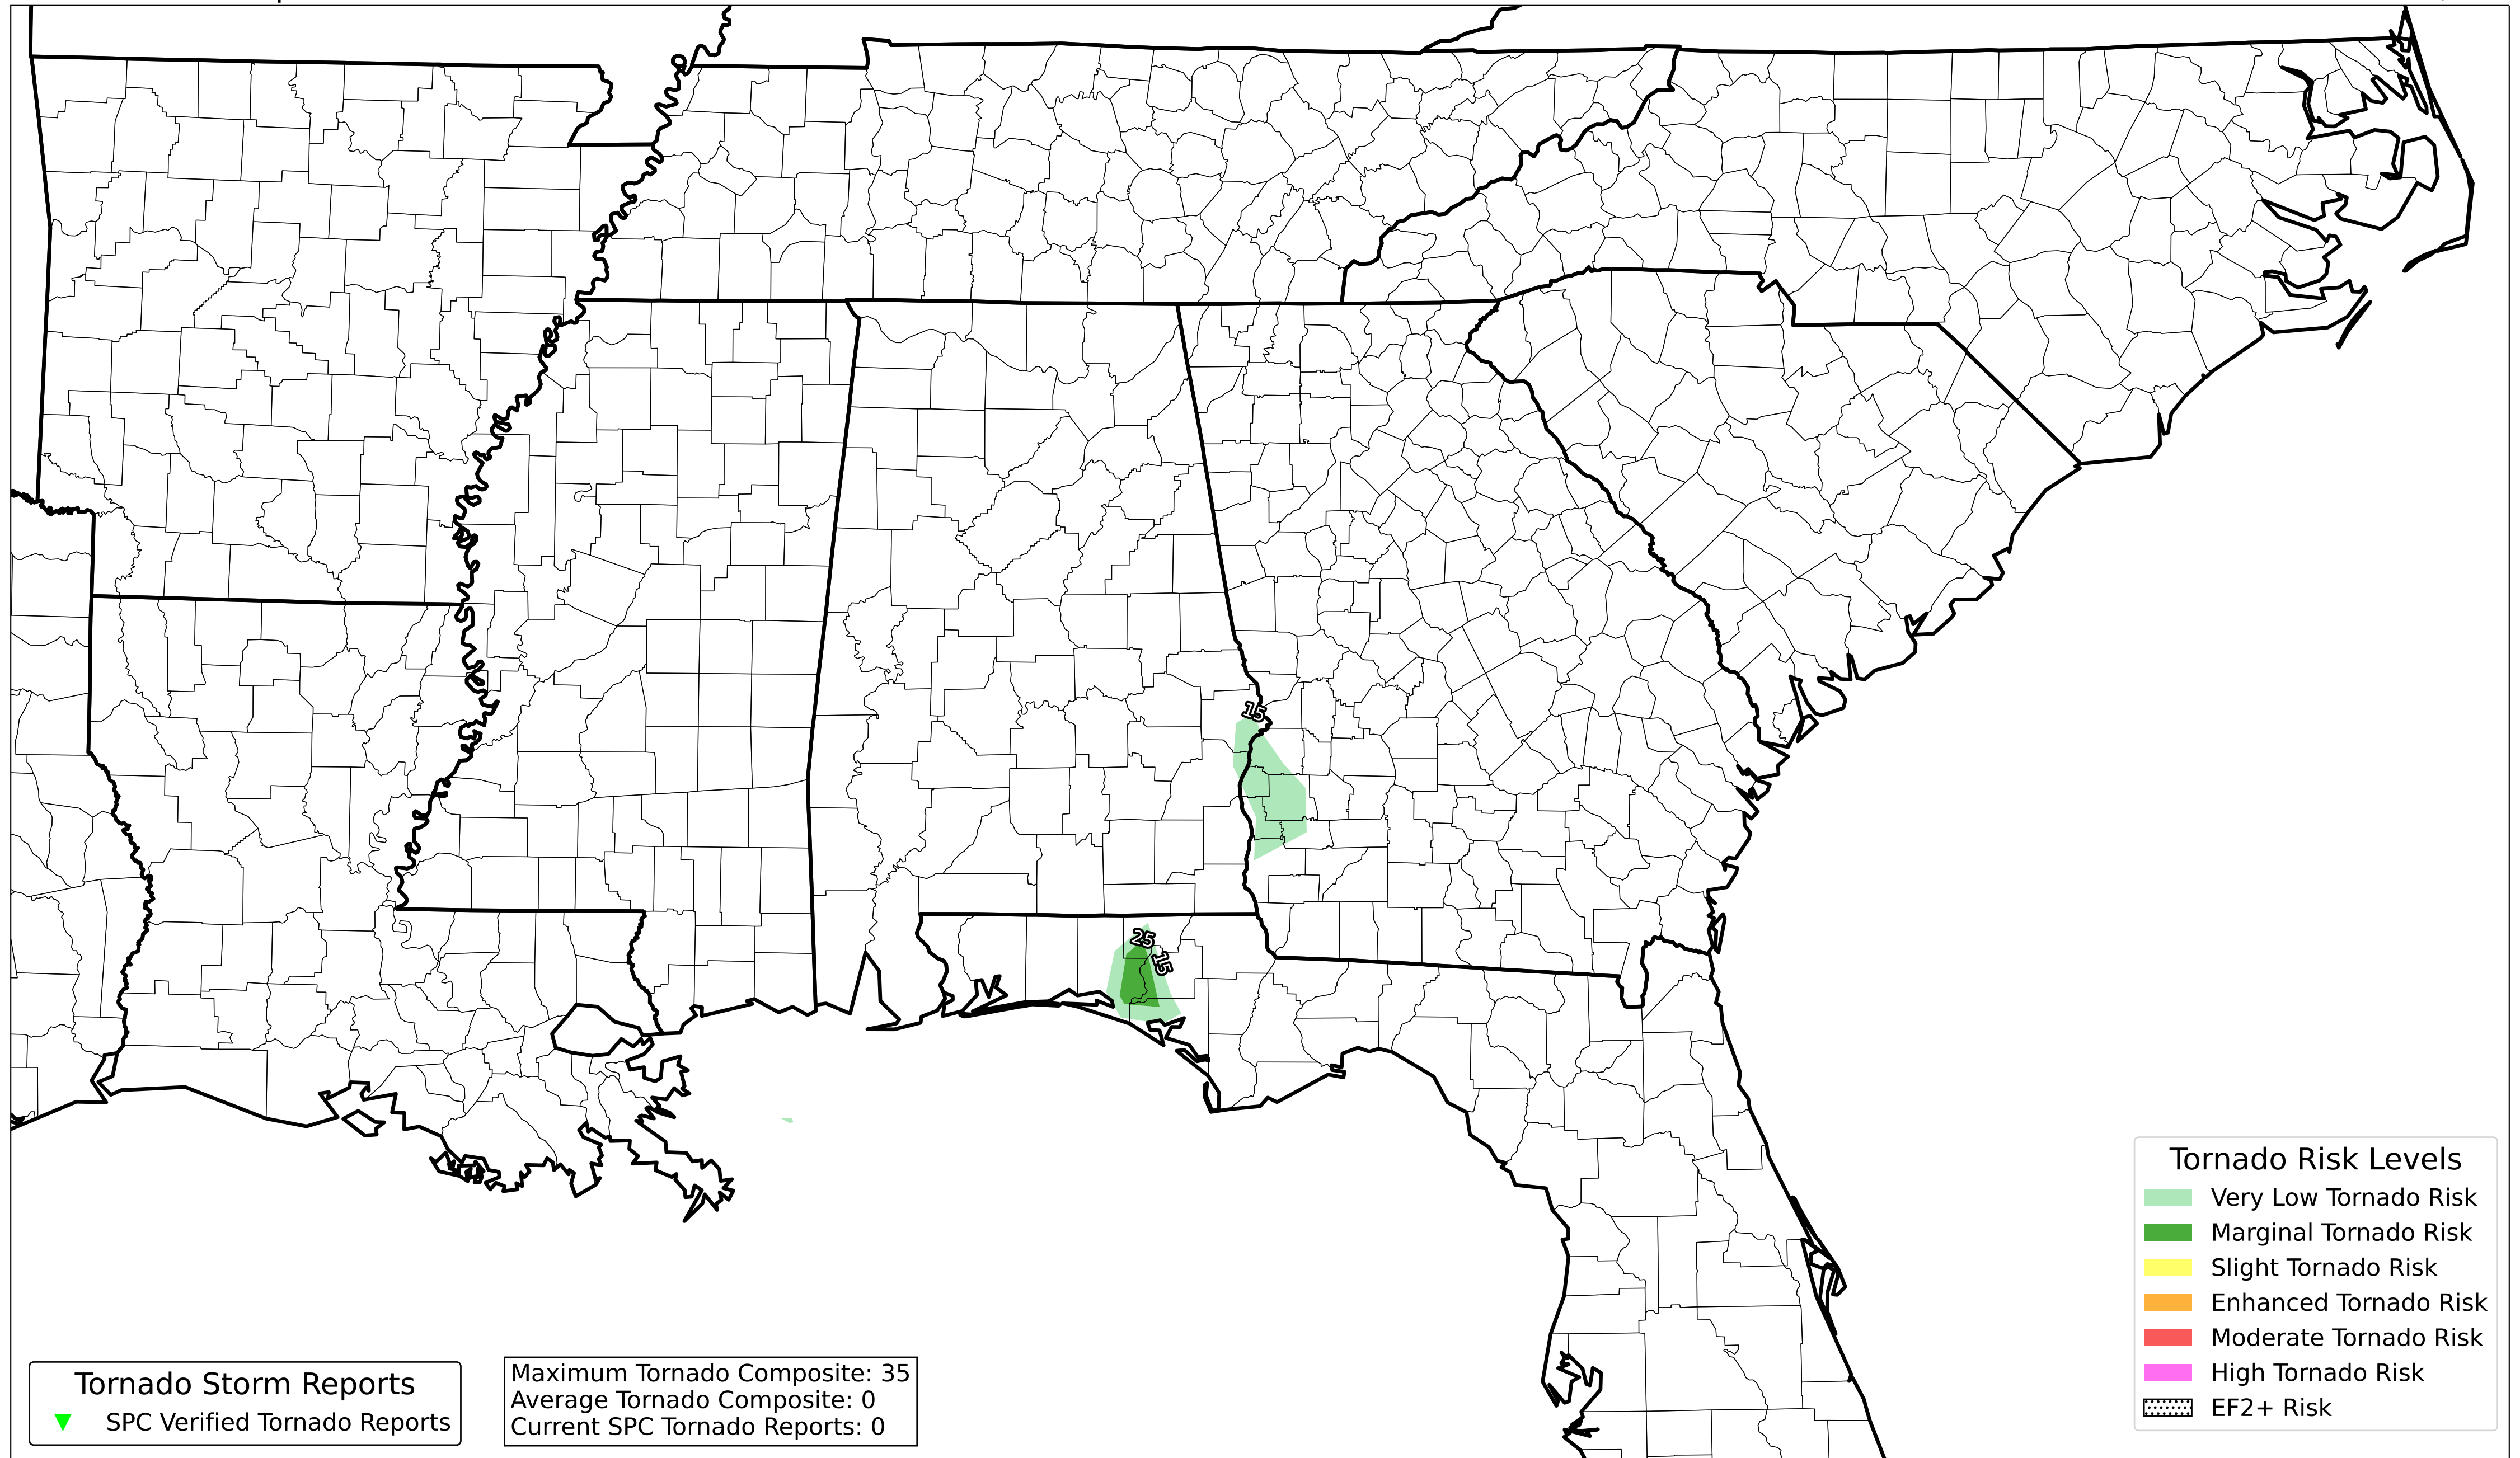 15
25
15
Tornado Risk Levels
Very Low Tornado Risk
Marginal Tornado Risk
Slight Tornado Risk
Enhanced Tornado Risk
Moderate Tornado Risk
High Tornado Risk
EF2+ Risk
Tornado Storm Reports
SPC Verified Tornado Reports
Maximum Tornado Composite: 35
Average Tornado Composite: 0
Current SPC Tornado Reports: 0